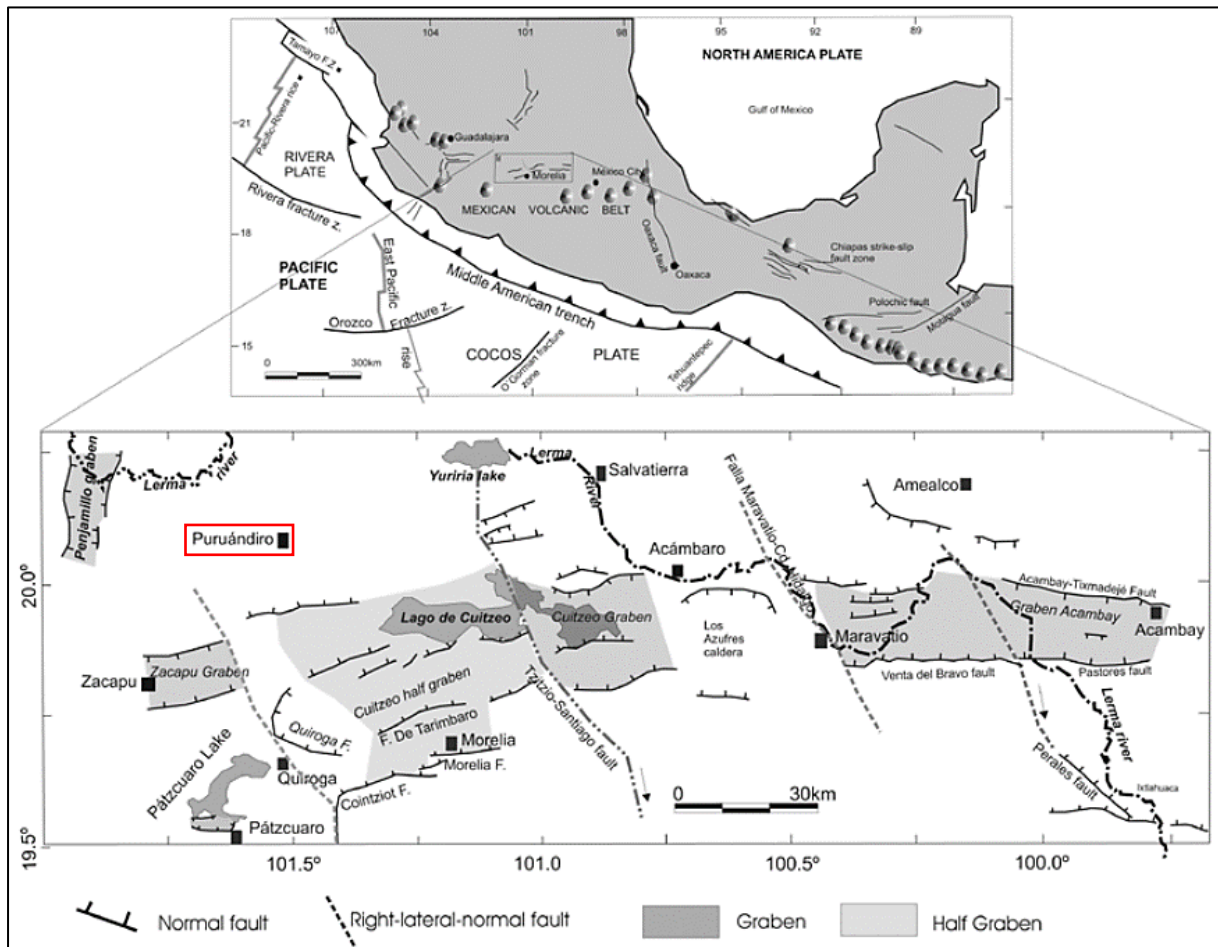 107
104
101
98
95
92
89
Tamayo F.Z.
NORTH AMERICA PLATE
Gulf of Mexico
Pacific-Rivera rice
21
Guadalajara
RIVERA
PLATE
Morelia
México City
Rivera fracture z.
MEXICAN VOLCANIC BELT
Oaxaca fault
18
Chiapas strike-slip
fault zone
PACIFIC
PLATE
East Pacific
rise
Middle American trench
Oaxaca
Polochic fault
Motagua fault
Orozco
Fracture z.
15
0 300km
COCOS PLATE
O´Gorman fracture
zone
Tehuantepec
ridge
Penjamillo graben
Lerma
river
Yuriria lake
Lerma
River
Salvatierra
Falla Maravatío-Cd. Hidalgo
Amealco
Puruándiro
Acámbaro
20.0°
Acambay-Tixmadejé Fault
Graben Acambay
Lago de Cuitzeo
Cuitzeo Graben
Los
Azufres
caldera
Maravatio
Acambay
Zacapu Graben
Zacapu
Venta del Bravo fault
Pastores fault
Cuitzeo half graben
Tzitzio-Santiago fault
Quiroga F.
F. De Tarimbaro
Morelia
Morelia F.
Lerma river
Pátzcuaro Lake
Quiroga
Cointziot F.
0 30km
Perales fault
Ixtlahuaca
Pátzcuaro
19.5°
101.5°
101.0°
100.5°
100.0°
Normal fault
Right-lateral-normal fault
Graben
Half Graben